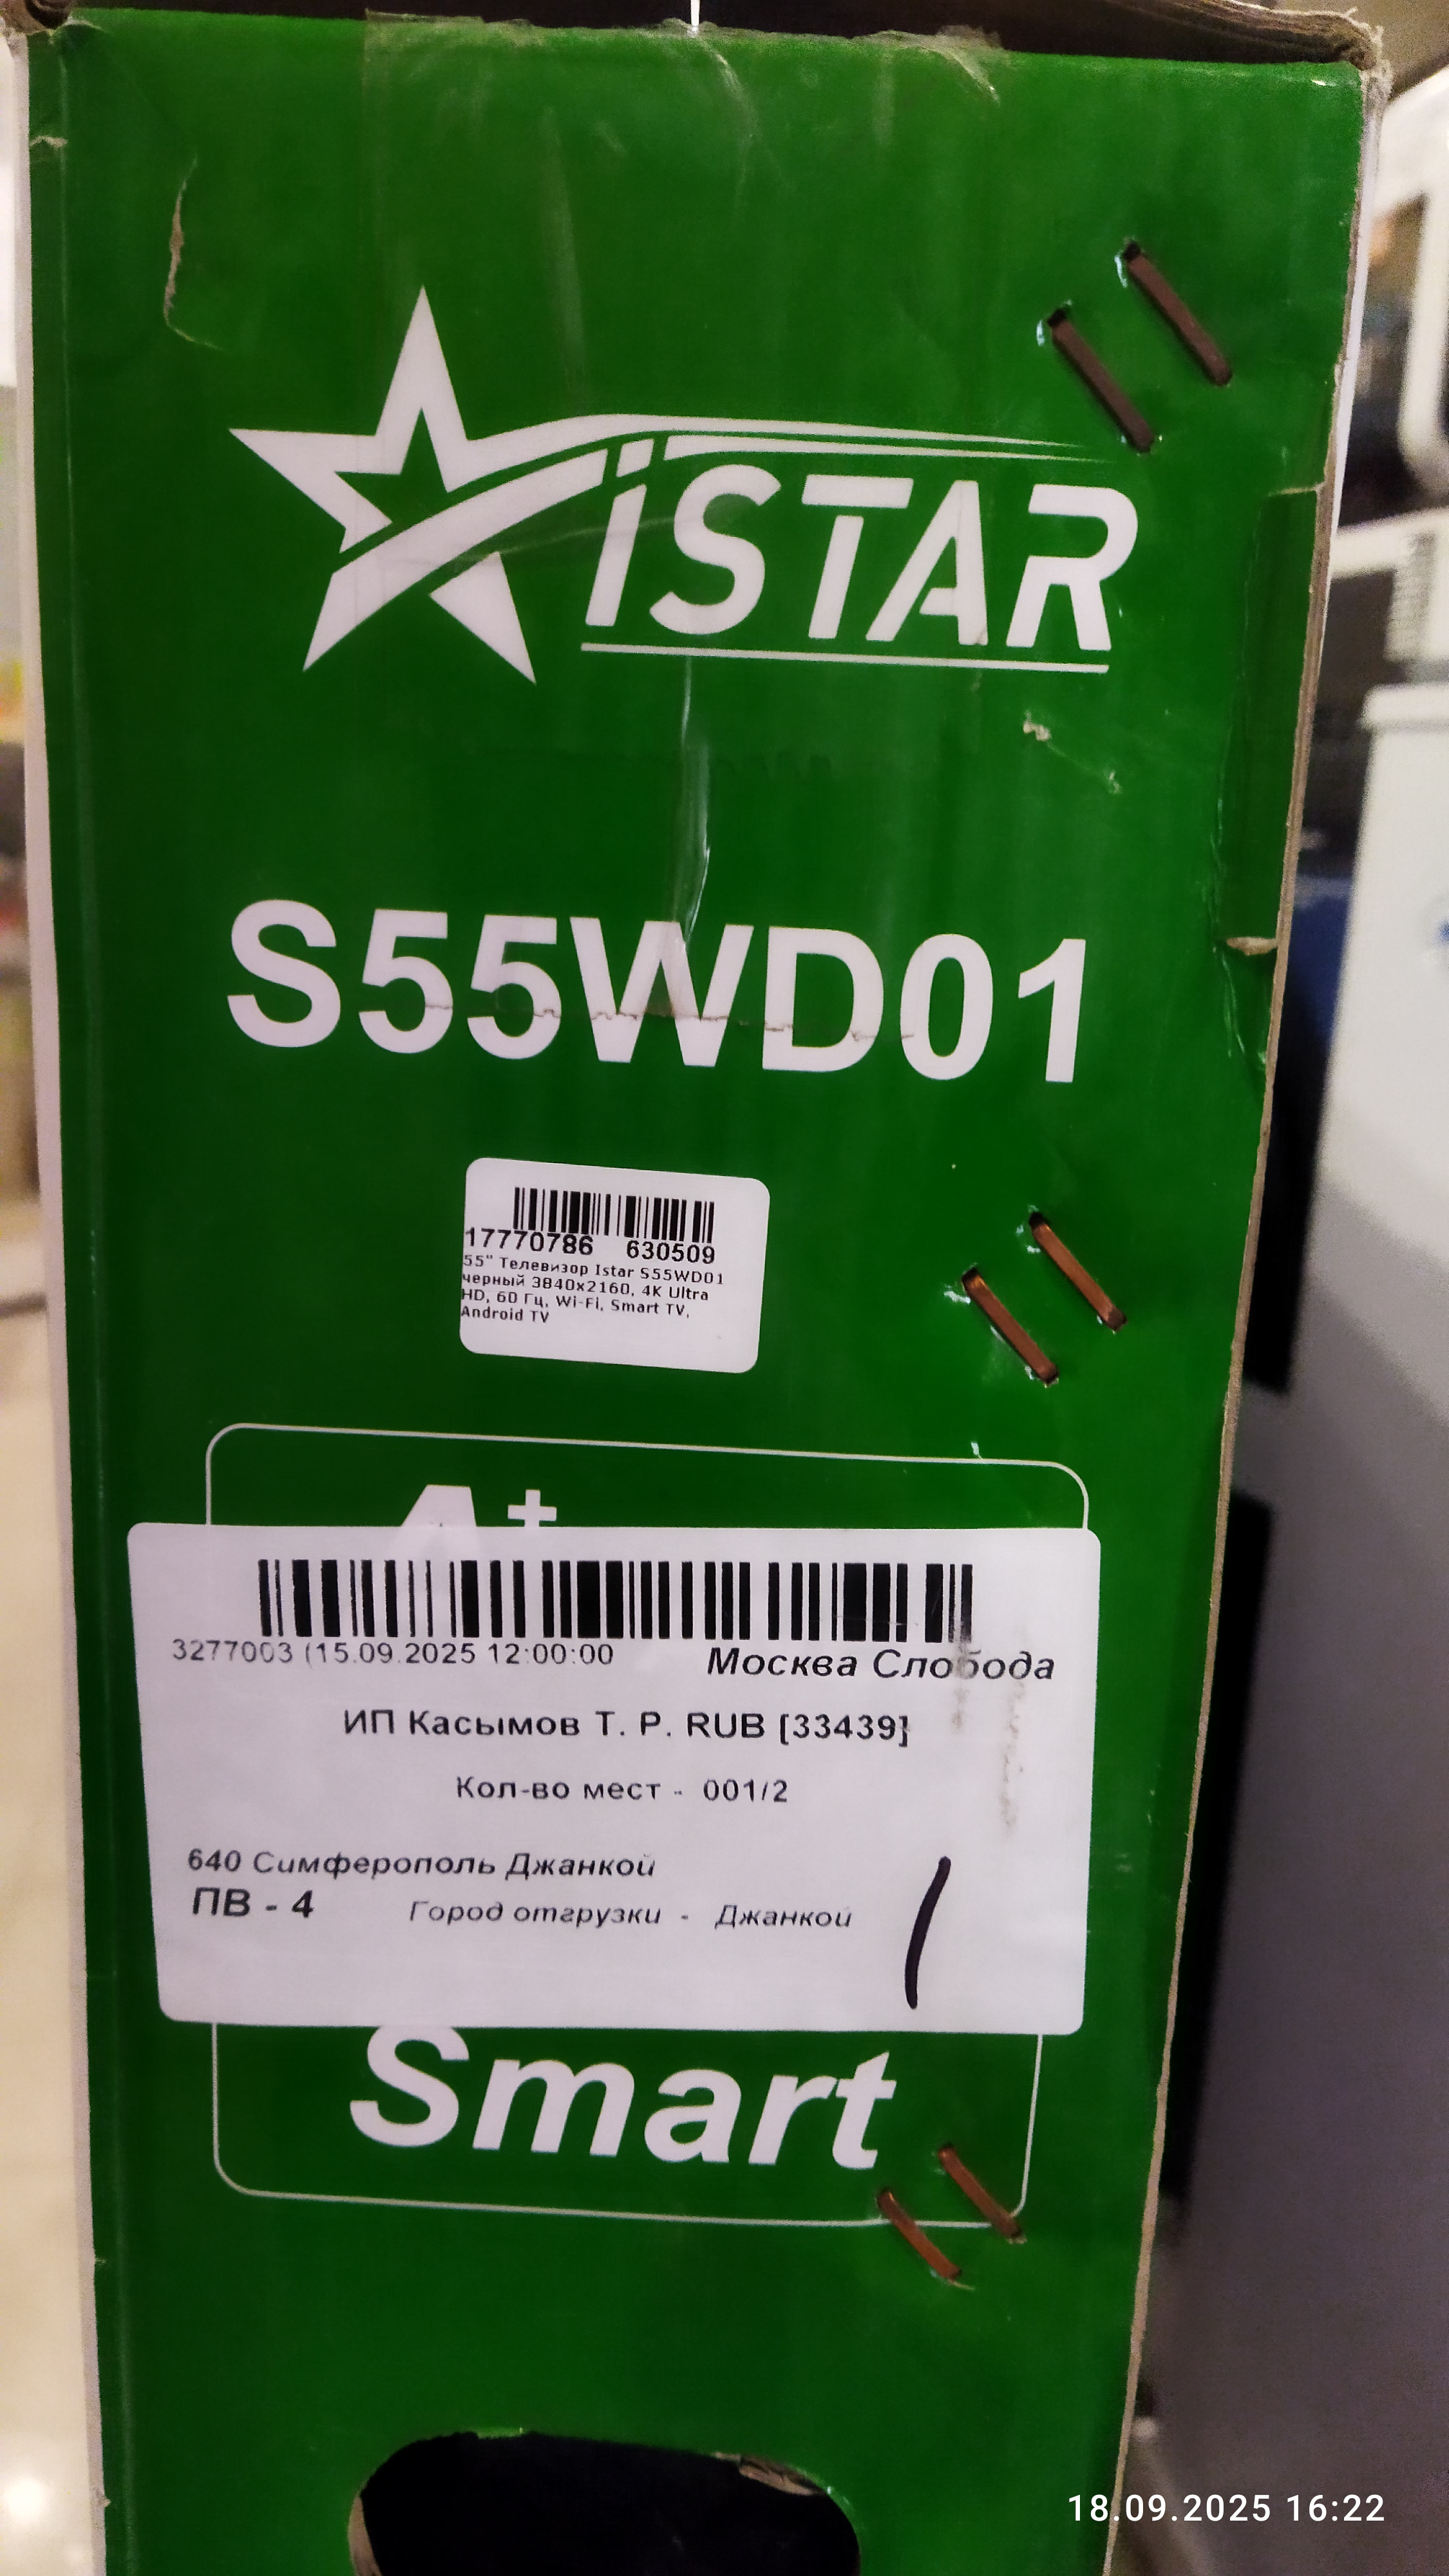 iSTAR
S55WD01
17770786 630509
55" Телевизор Istar S55WD01
черный 3840x2160, 4K Ultra
HD, 60 Гц, Wi-Fi, Smart TV,
Android TV
A+
3277003 (15.09.2025 12:00:00
Москва Слобода
ИП Касымов Т. Р. RUB [33439]
Кол-во мест - 001/2
640 Симферополь Джанкой
ПВ - 4 Город отгрузки - Джанкой
Smart
18.09.2025 16:22